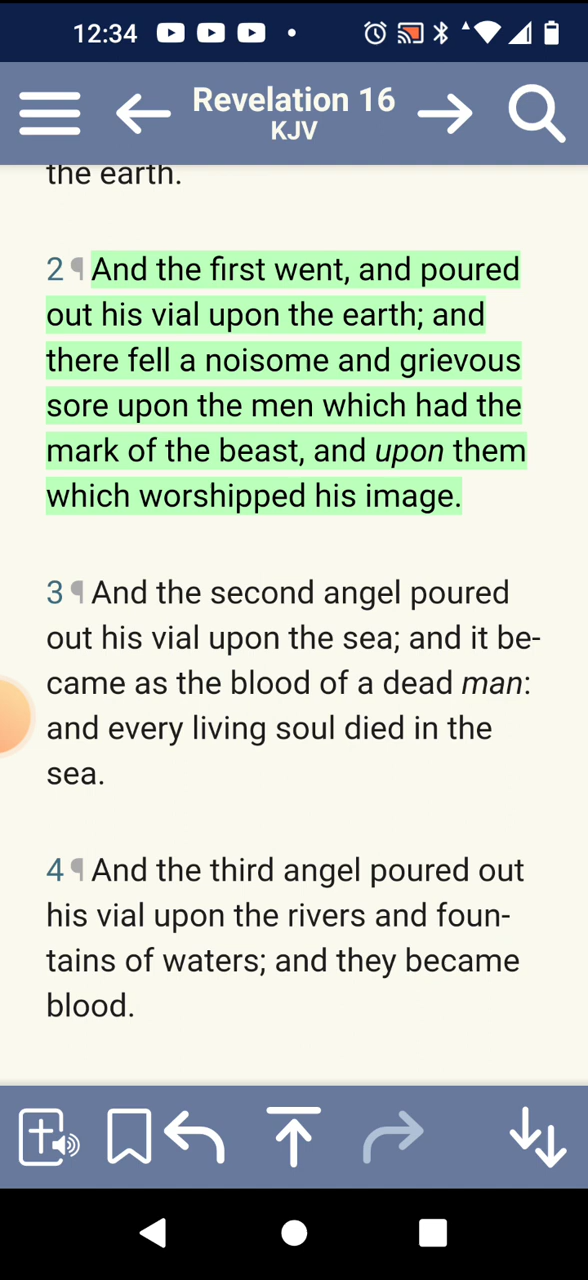 12:34
Revelation 16
KJV
the earth.
2 ¶ And the first went, and poured
out his vial upon the earth; and
there fell a noisome and grievous
sore upon the men which had the
mark of the beast, and upon them
which worshipped his image.
3 ¶ And the second angel poured
out his vial upon the sea; and it be-
came as the blood of a dead man:
and every living soul died in the
sea.
4 ¶ And the third angel poured out
his vial upon the rivers and foun-
tains of waters; and they became
blood.